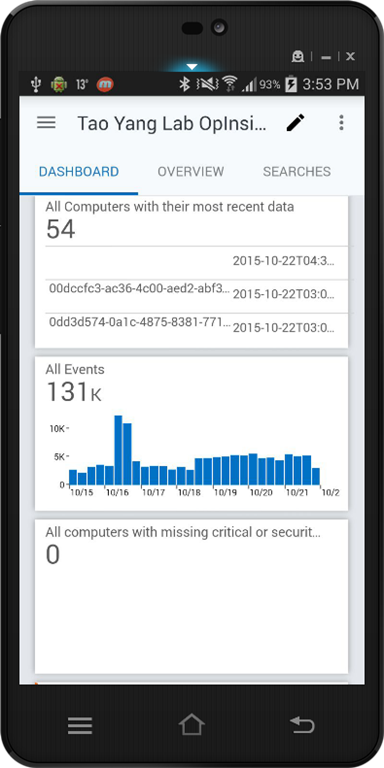 13°
93% 3:53 PM
Tao Yang Lab OpInsi...
DASHBOARD OVERVIEW SEARCHES
All Computers with their most recent data
54
2015-10-22T04:3...
00dccfc3-ac36-4c00-aed2-abf3... 2015-10-22T03:0...
0dd3d574-0a1c-4875-8381-771... 2015-10-22T03:0...
All Events
131K
10K
5K
0
10/15 10/16 10/17 10/18 10/19 10/20 10/21 10/2
All computers with missing critical or securit...
0